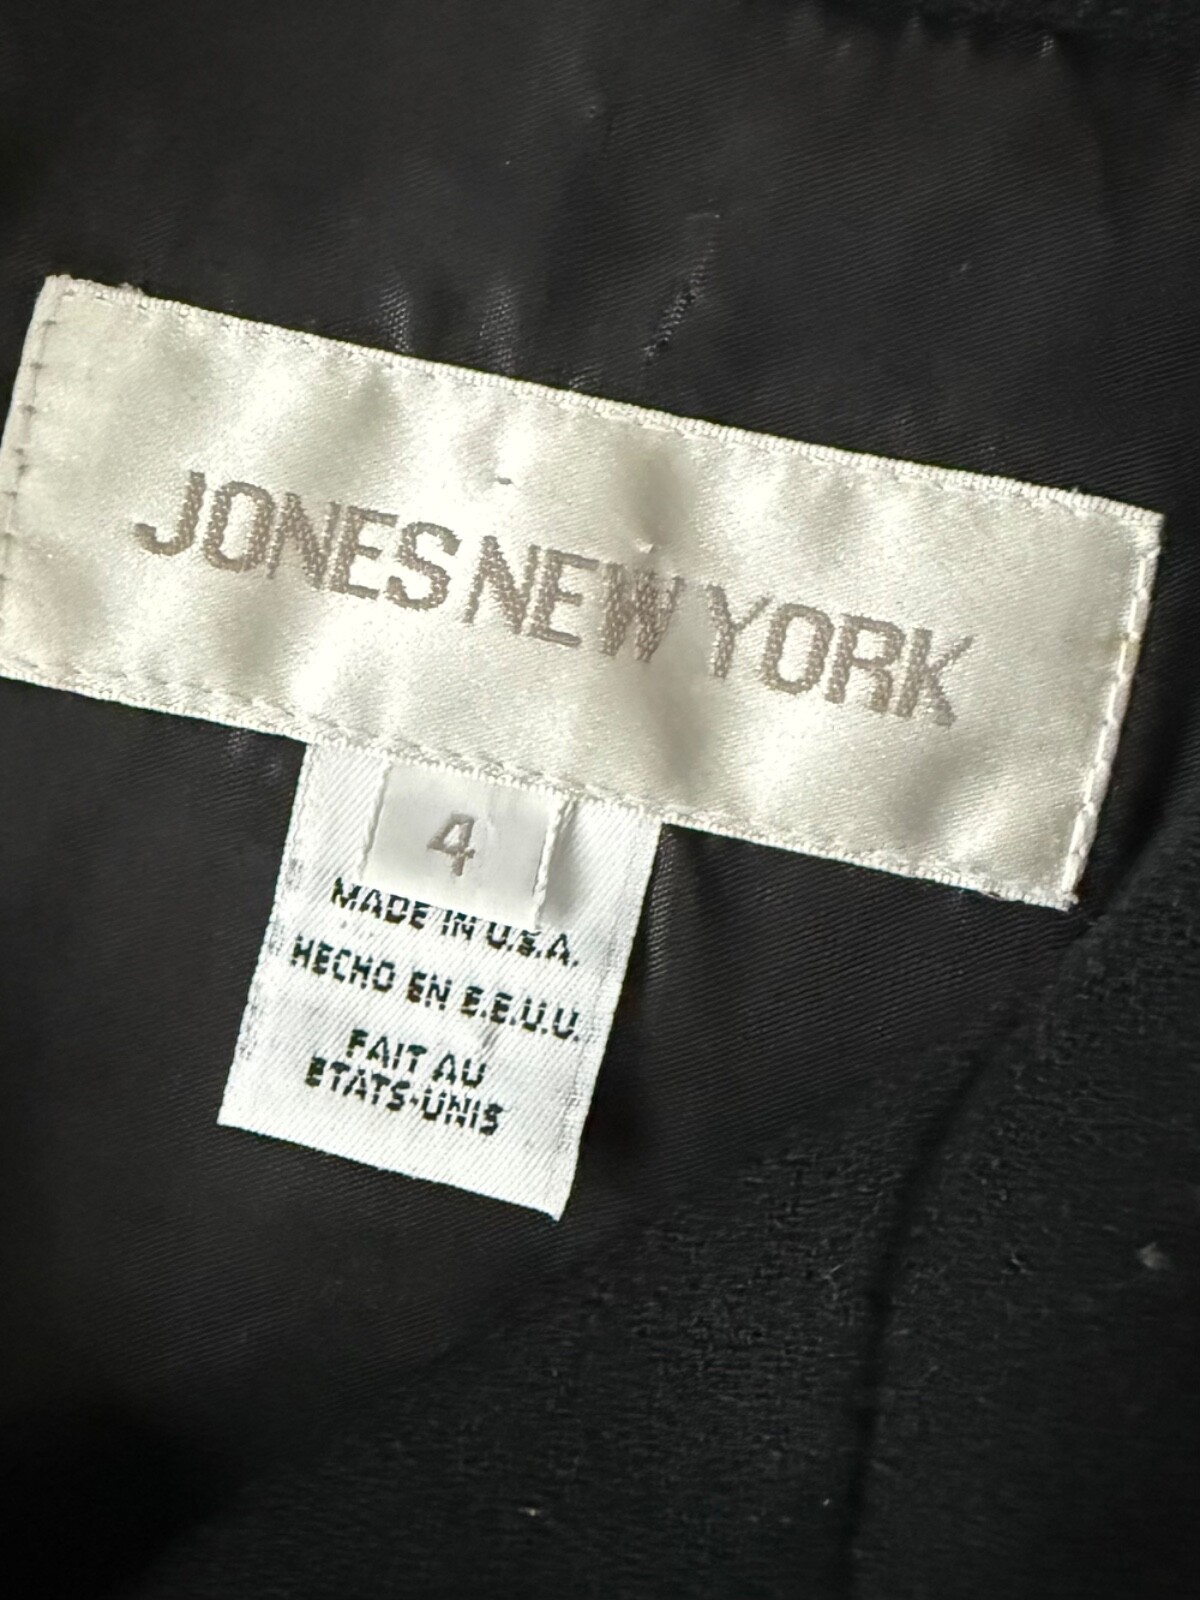 JONES NEW YORK
4
MADE IN U.S.A.
HECHO EN E.E.U.U.
FAIT AU
ETATS-UNIS